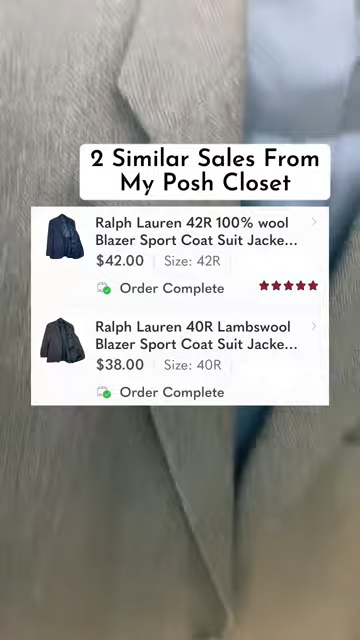 2 Similar Sales From
My Posh Closet
Ralph Lauren 42R 100% wool
Blazer Sport Coat Suit Jacke...
$42.00 Size: 42R
Order Complete
Ralph Lauren 40R Lambswool
Blazer Sport Coat Suit Jacke...
$38.00 Size: 40R
Order Complete